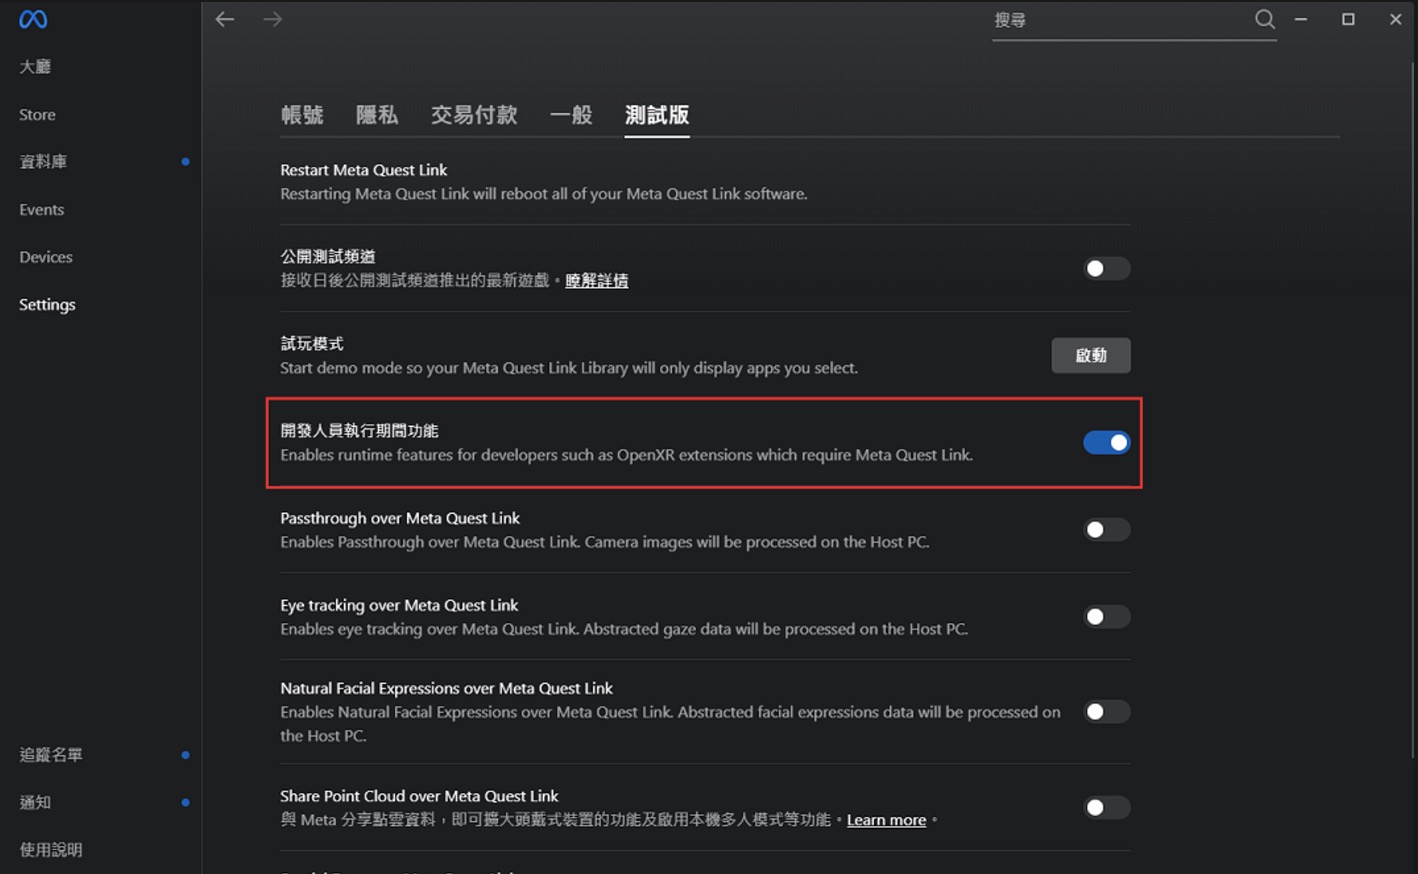 搜尋
大廳
Store
資料庫
Events
Devices
Settings
追蹤名單
通知
使用說明
帳號 隱私 交易付款 一般 測試版
Restart Meta Quest Link
Restarting Meta Quest Link will reboot all of your Meta Quest Link software.
公開測試頻道
接收日後公開測試頻道推出的最新遊戲。瞭解詳情
試玩模式
Start demo mode so your Meta Quest Link Library will only display apps you select.
啟動
開發人員執行期間功能
Enables runtime features for developers such as OpenXR extensions which require Meta Quest Link.
Passthrough over Meta Quest Link
Enables Passthrough over Meta Quest Link. Camera images will be processed on the Host PC.
Eye tracking over Meta Quest Link
Enables eye tracking over Meta Quest Link. Abstracted gaze data will be processed on the Host PC.
Natural Facial Expressions over Meta Quest Link
Enables Natural Facial Expressions over Meta Quest Link. Abstracted facial expressions data will be processed on
the Host PC.
Share Point Cloud over Meta Quest Link
與 Meta 分享點雲資料，即可擴大頭戴式裝置的功能及啟用本機多人模式等功能。Learn more。